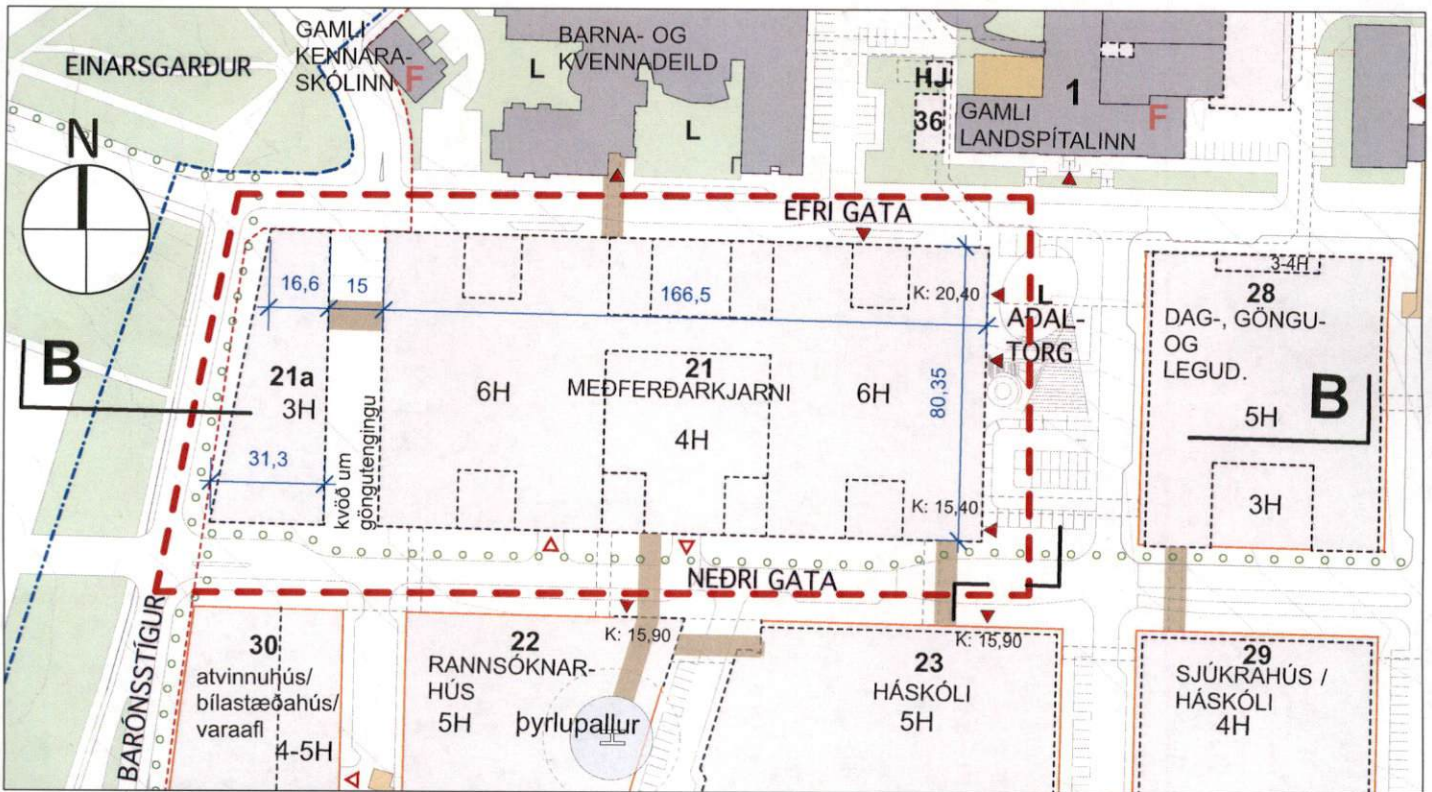 EINARSGARÐUR
GAMLI
KENNARA-
SKÓLINN
F
BARNA- OG
KVENNADEILD
L
L
HJ
36
1
GAMLI
LANDSPÍTALINN
F
N
EFRI GATA
16,6
15
166,5
K: 20,40
L
AÐAL-
TORG
3-4H
28
DAG-, GÖNGU-
OG
LEGUD.
5H
3H
B
B
21a
3H
31,3
kvöð um
göngutengingu
6H
21
MEÐFERÐARKJARNI
4H
6H
80,35
K: 15,40
NEÐRI GATA
BARÓNSSTÍGUR
30
atvinnuhús/
bílastæðahús/
varaafl
4-5H
22
RANNSÓKNAR-
HÚS
5H
K: 15,90
þyrlupallur
23
HÁSKÓLI
5H
K: 15,90
29
SJÚKRAHÚS /
HÁSKÓLI
4H